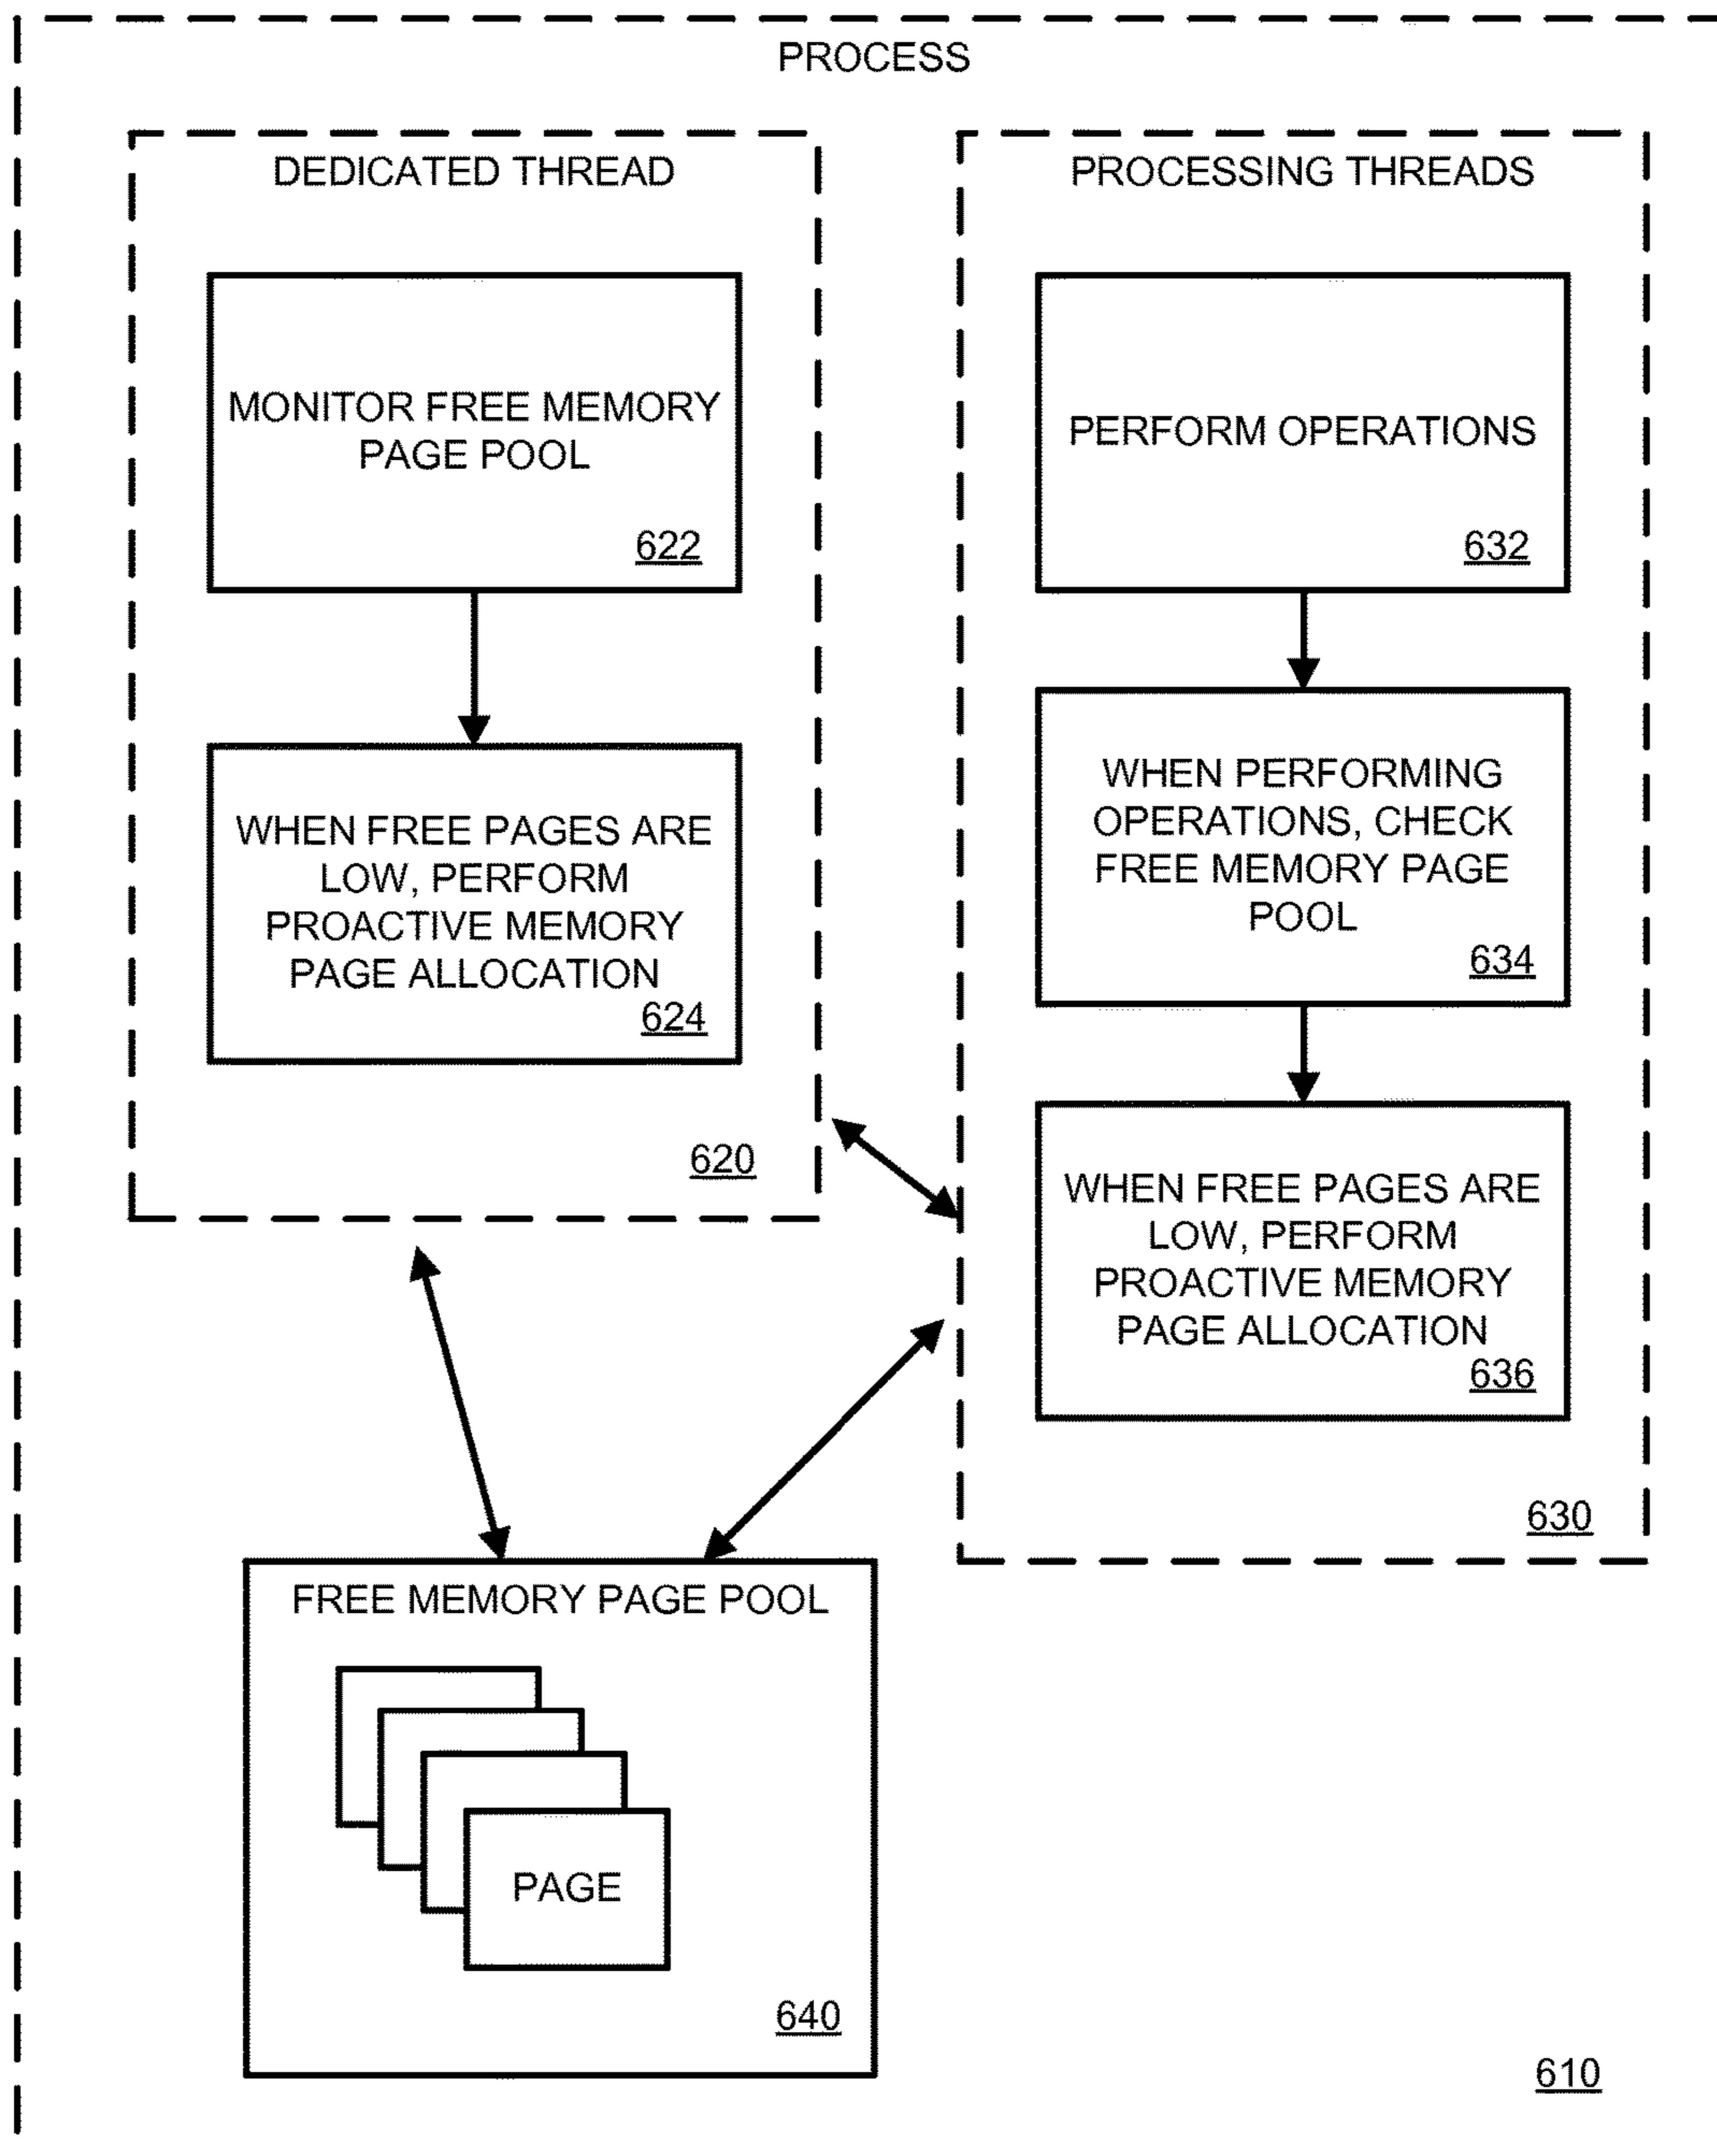 PROCESS
DEDICATED THREAD
MONITOR FREE MEMORY
PAGE POOL
622
WHEN FREE PAGES ARE
LOW, PERFORM
PROACTIVE MEMORY
PAGE ALLOCATION
624
620
PROCESSING THREADS
PERFORM OPERATIONS
632
WHEN PERFORMING
OPERATIONS, CHECK
FREE MEMORY PAGE
POOL
634
WHEN FREE PAGES ARE
LOW, PERFORM
PROACTIVE MEMORY
PAGE ALLOCATION
636
630
FREE MEMORY PAGE POOL
PAGE
640
610